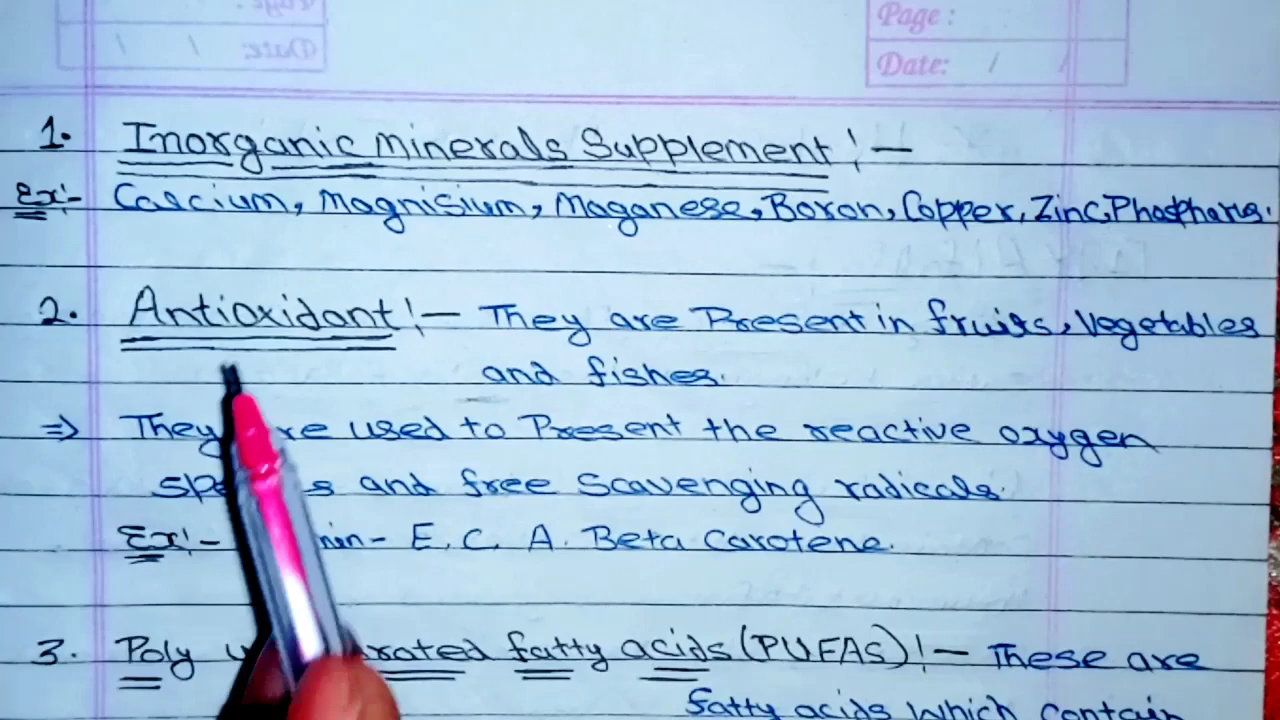 Page :
Date: / /
1. Inorganic minerals Supplement :-
Ex:- Calcium, Magnisium, Maganese, Boron, Copper, Zinc, Phosphorus.
2. Antioxidant :- They are Present in fruits, Vegetables
and fishes.
=> They are used to Present the reactive oxygen
and free Scavenging radicals.
Ex:- E, C, A. Beta Carotene.
3. Poly fatty acids (PUFAS) :- These are
fatty acids which contain